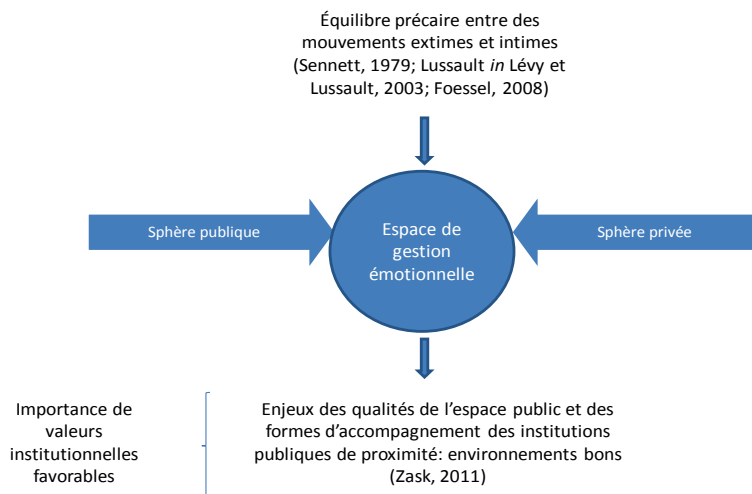 Équilibre précaire entre des
mouvements extimes et intimes
(Sennett, 1979; Lussault in Lévy et
Lussault, 2003; Foessel, 2008)
Sphère publique
Espace de
gestion
émotionnelle
Sphère privée
Importance de
valeurs
institutionnelles
favorables
Enjeux des qualités de l’espace public et des
formes d’accompagnement des institutions
publiques de proximité: environnements bons
(Zask, 2011)